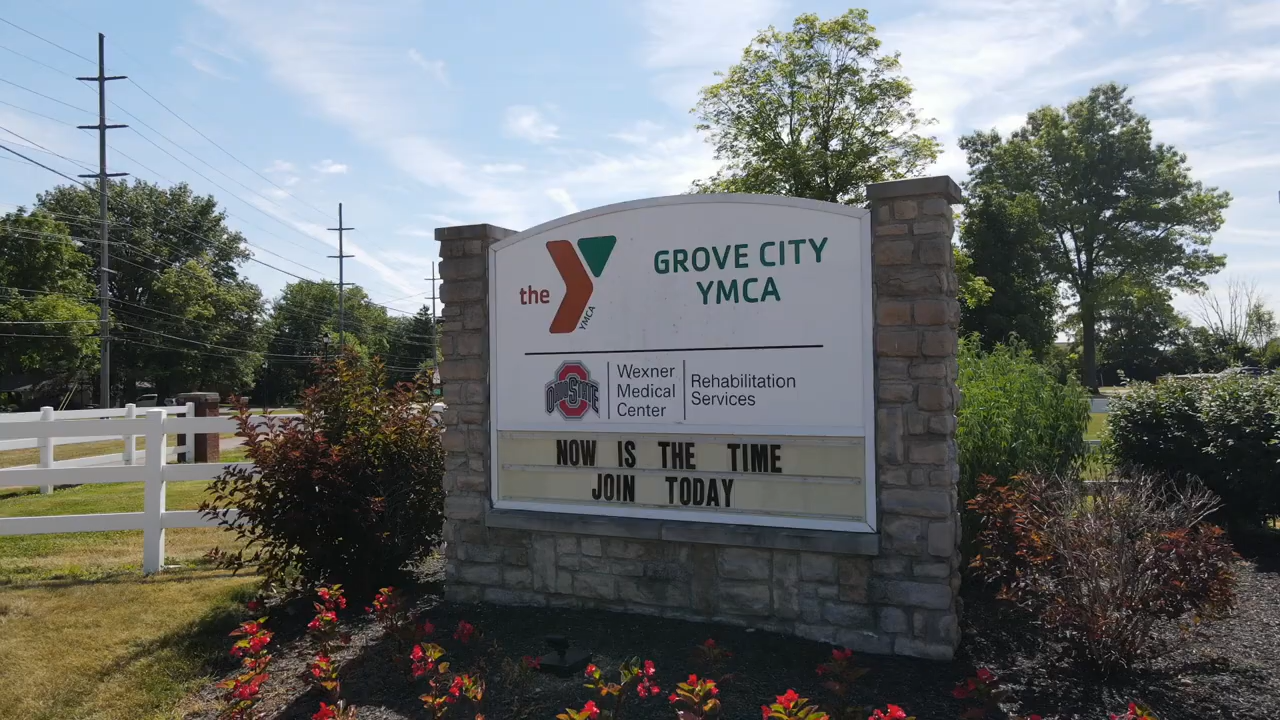 the
YMCA
GROVE CITY
YMCA
OHIO STATE
Wexner
Medical
Center
Rehabilitation
Services
NOW IS THE TIME
JOIN TODAY